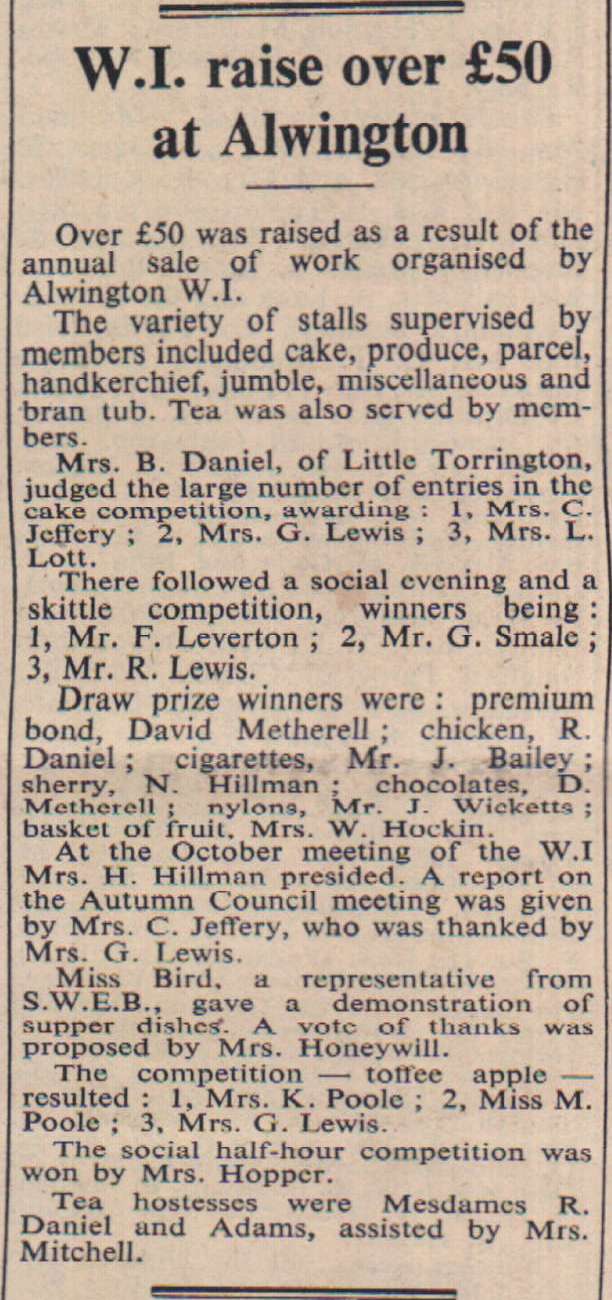 W.I. raise over £50
at Alwington
Over £50 was raised as a result of the
annual sale of work organised by
Alwington W.I.
The variety of stalls supervised by
members included cake, produce, parcel,
handkerchief, jumble, miscellaneous and
bran tub. Tea was also served by mem-
bers.
Mrs. B. Daniel, of Little Torrington,
judged the large number of entries in the
cake competition, awarding : 1, Mrs. C.
Jeffery ; 2, Mrs. G. Lewis ; 3, Mrs. L.
Lott.
There followed a social evening and a
skittle competition, winners being :
1, Mr. F. Leverton ; 2, Mr. G. Smale ;
3, Mr. R. Lewis.
Draw prize winners were : premium
bond, David Metherell ; chicken, R.
Daniel ; cigarettes, Mr. J. Bailey ;
sherry, N. Hillman ; chocolates, D.
Metherell ; nylons, Mr. J. Wicketts ;
basket of fruit, Mrs. W. Hockin.
At the October meeting of the W.I
Mrs. H. Hillman presided. A report on
the Autumn Council meeting was given
by Mrs. C. Jeffery, who was thanked by
Mrs. G. Lewis.
Miss Bird, a representative from
S.W.E.B., gave a demonstration of
supper dishes. A vote of thanks was
proposed by Mrs. Honeywill.
The competition — toffee apple —
resulted : 1, Mrs. K. Poole ; 2, Miss M.
Poole ; 3, Mrs. G. Lewis.
The social half-hour competition was
won by Mrs. Hopper.
Tea hostesses were Mesdames R.
Daniel and Adams, assisted by Mrs.
Mitchell.